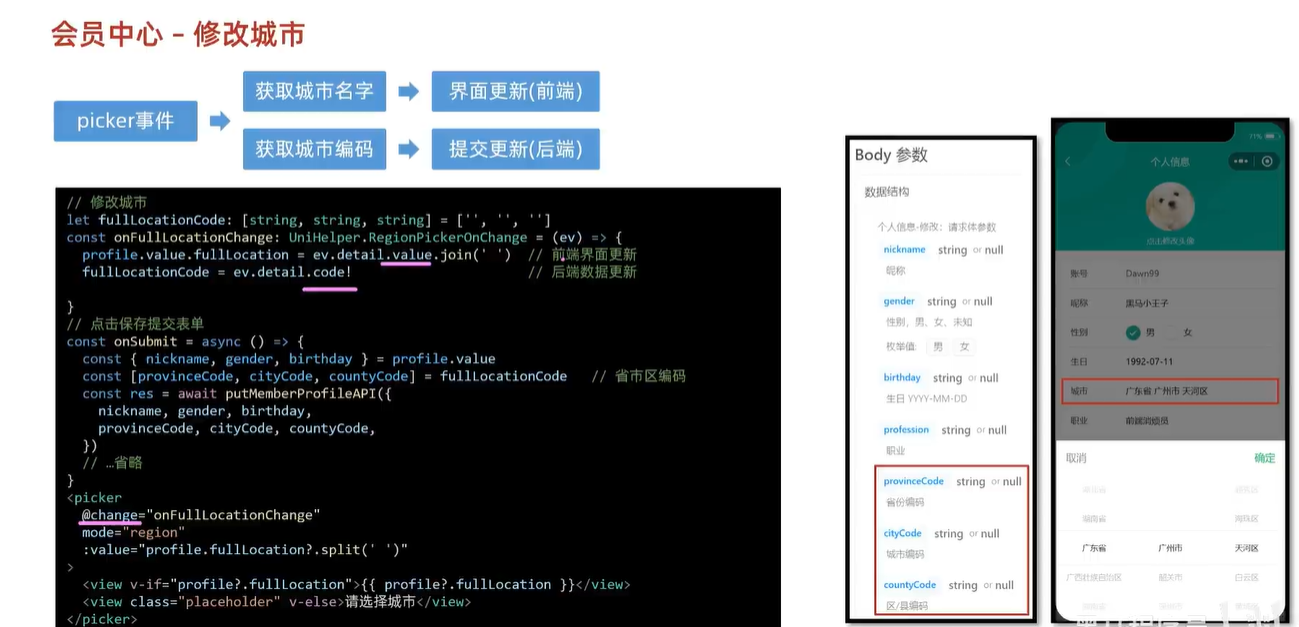 会员中心 – 修改城市
picker事件
获取城市名字
界面更新(前端)
获取城市编码
提交更新(后端)
// 修改城市
let fullLocationCode: [string, string, string] = ['', '', '']
const onFullLocationChange: UniHelper.RegionPickerOnChange = (ev) => {
profile.value.fullLocation = ev.detail.value.join(' ') // 前端界面更新
fullLocationCode = ev.detail.code! // 后端数据更新
}
// 点击保存提交表单
const onSubmit = async () => {
const { nickname, gender, birthday } = profile.value
const [provinceCode, cityCode, countyCode] = fullLocationCode // 省市区编码
const res = await putMemberProfileAPI({
nickname, gender, birthday,
provinceCode, cityCode, countyCode,
})
// …省略
}
<picker
@change="onFullLocationChange"
mode="region"
:value="profile.fullLocation?.split(' ')"
>
<view v-if="profile?.fullLocation">{{ profile?.fullLocation }}</view>
<view class="placeholder" v-else>请选择城市</view>
</picker>
Body 参数
数据结构
个人信息-修改: 请求体参数
nickname string or null
昵称
gender string or null
性别，男、女、未知
枚举值: 男 女
birthday string or null
生日 YYYY-MM-DD
profession string or null
职业
provinceCode string or null
省份编码
cityCode string or null
城市编码
countyCode string or null
区/县编码
71%
个人信息
点击修改头像
账号 Dawn99
昵称 黑马小王子
性别 男 女
生日 1992-07-11
城市 广东省 广州市 天河区
职业
取消 确定
湖南省 海珠区
广东省 广州市 天河区
广西壮族自治区 韶关市 白云区